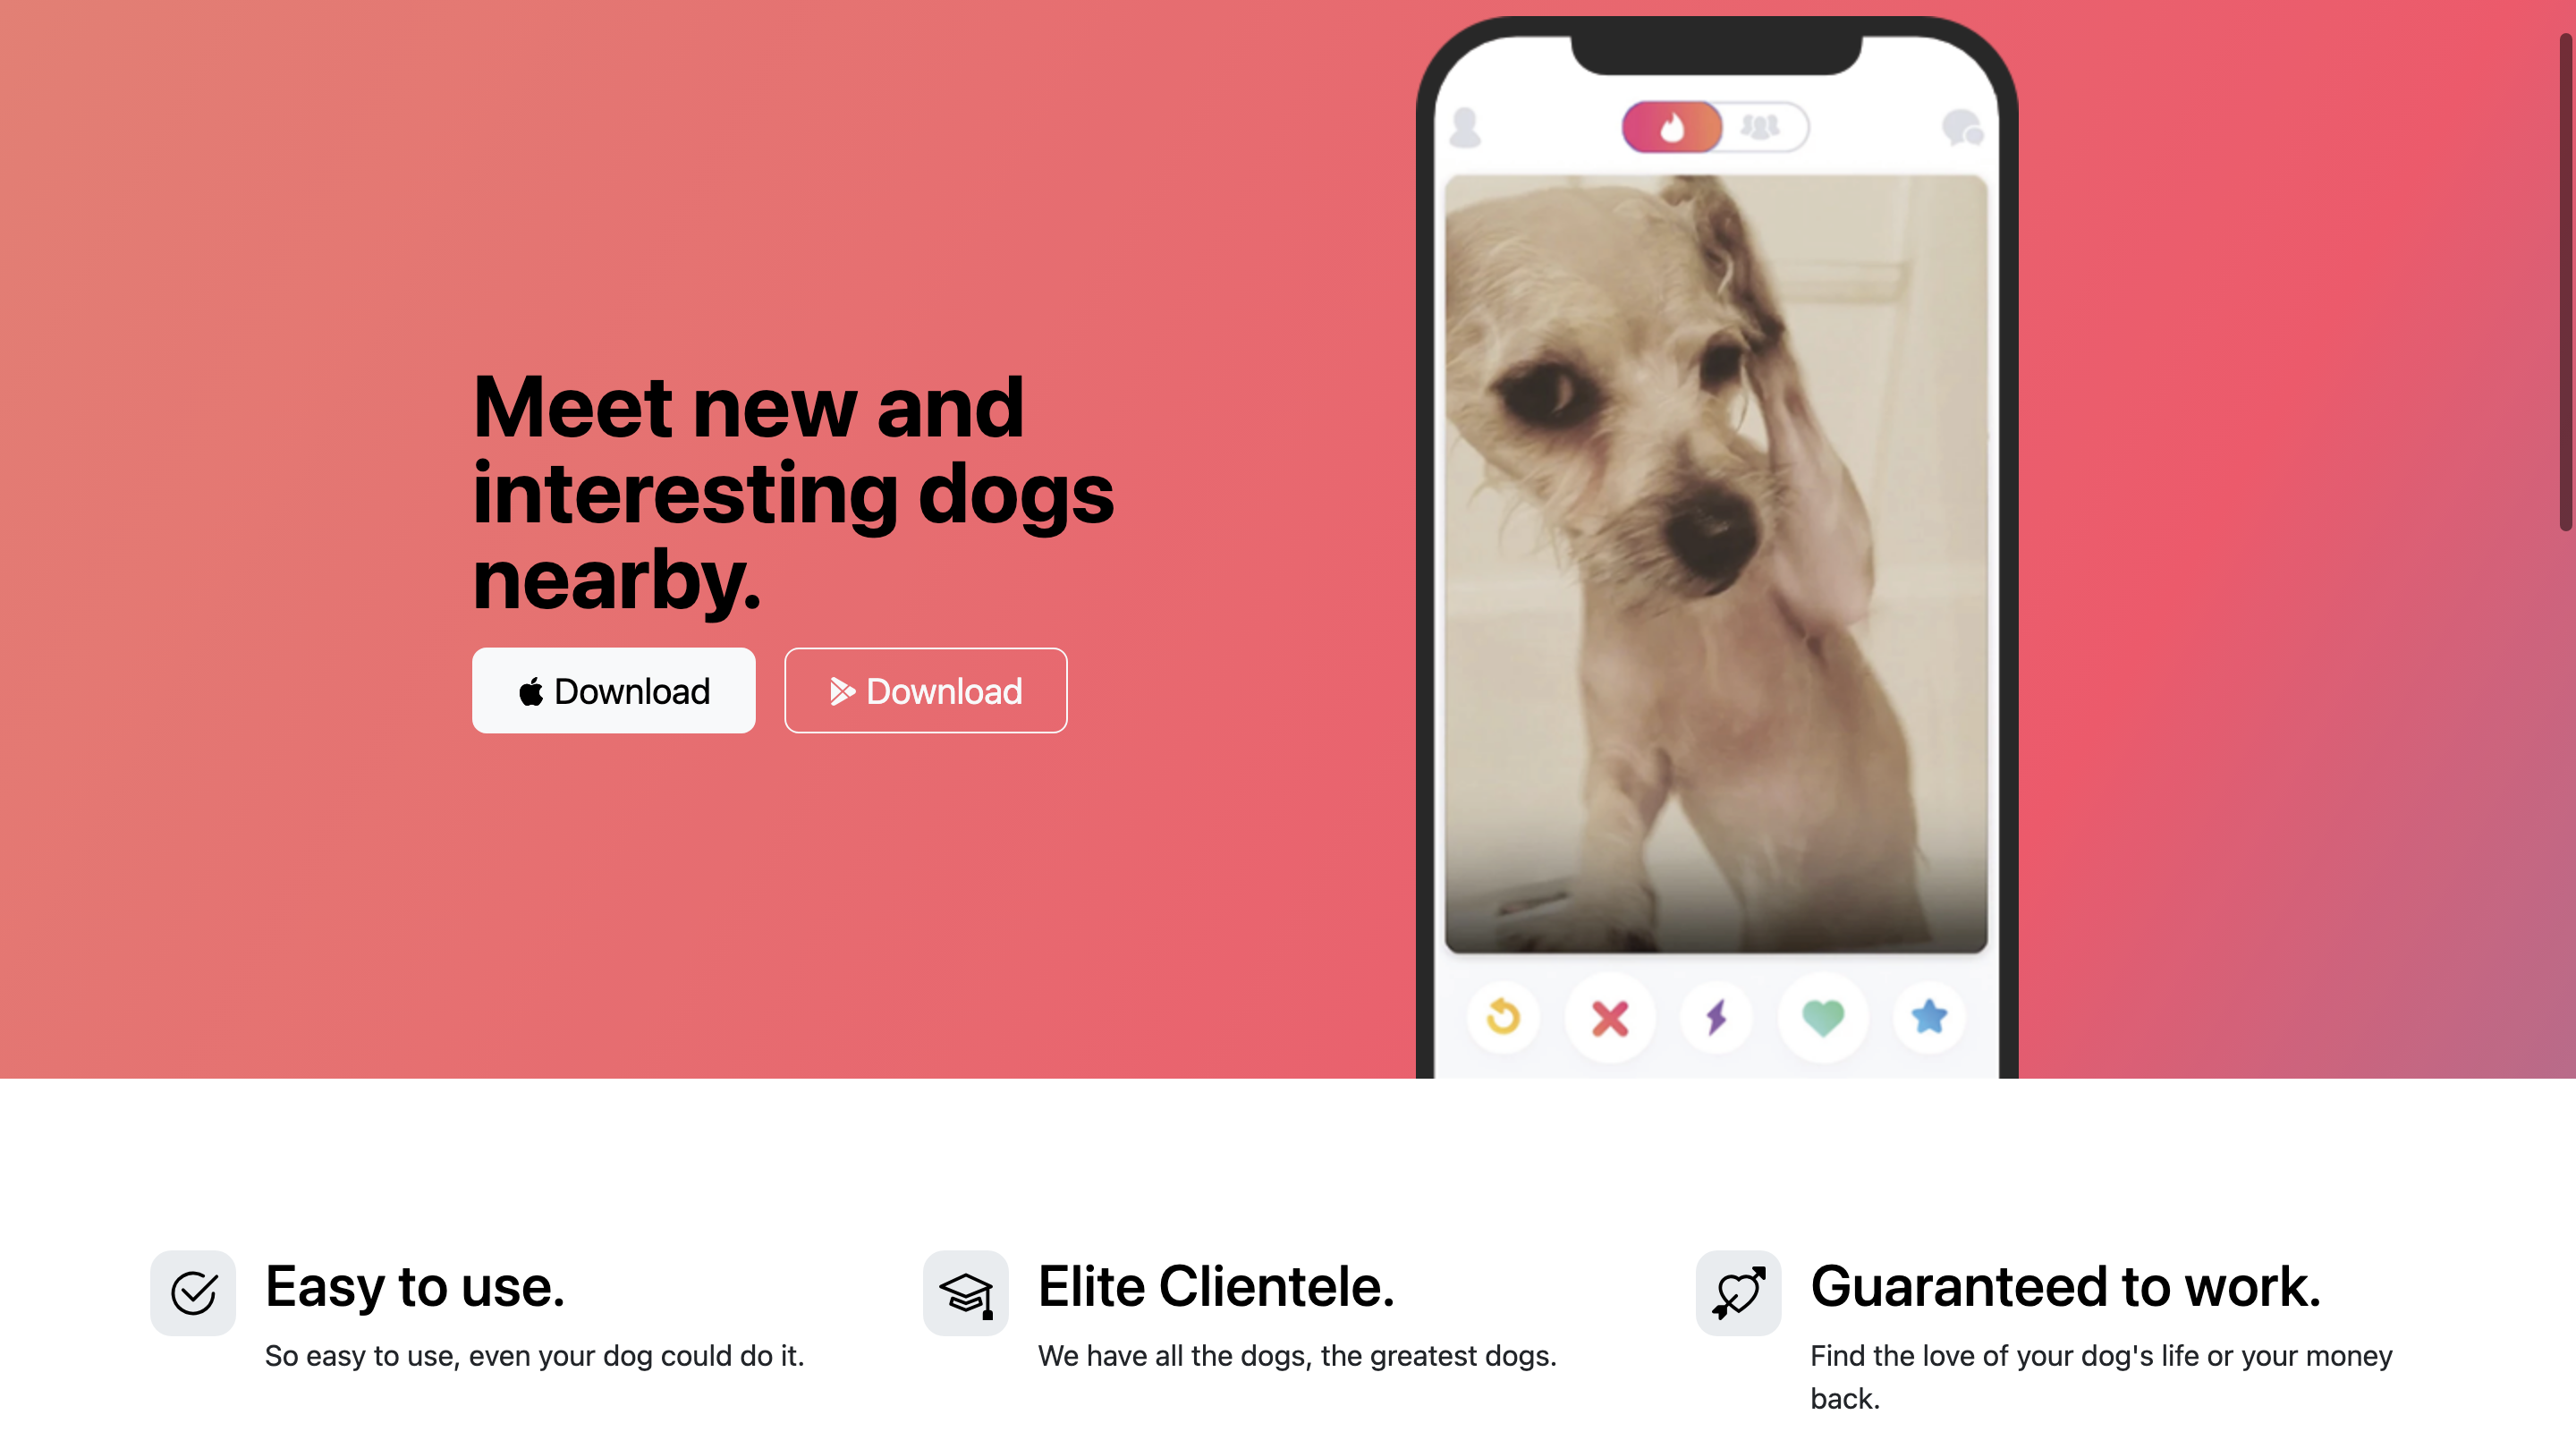 Meet new and
interesting dogs
nearby.
Download
Download
Easy to use.
So easy to use, even your dog could do it.
Elite Clientele.
We have all the dogs, the greatest dogs.
Guaranteed to work.
Find the love of your dog's life or your money
back.